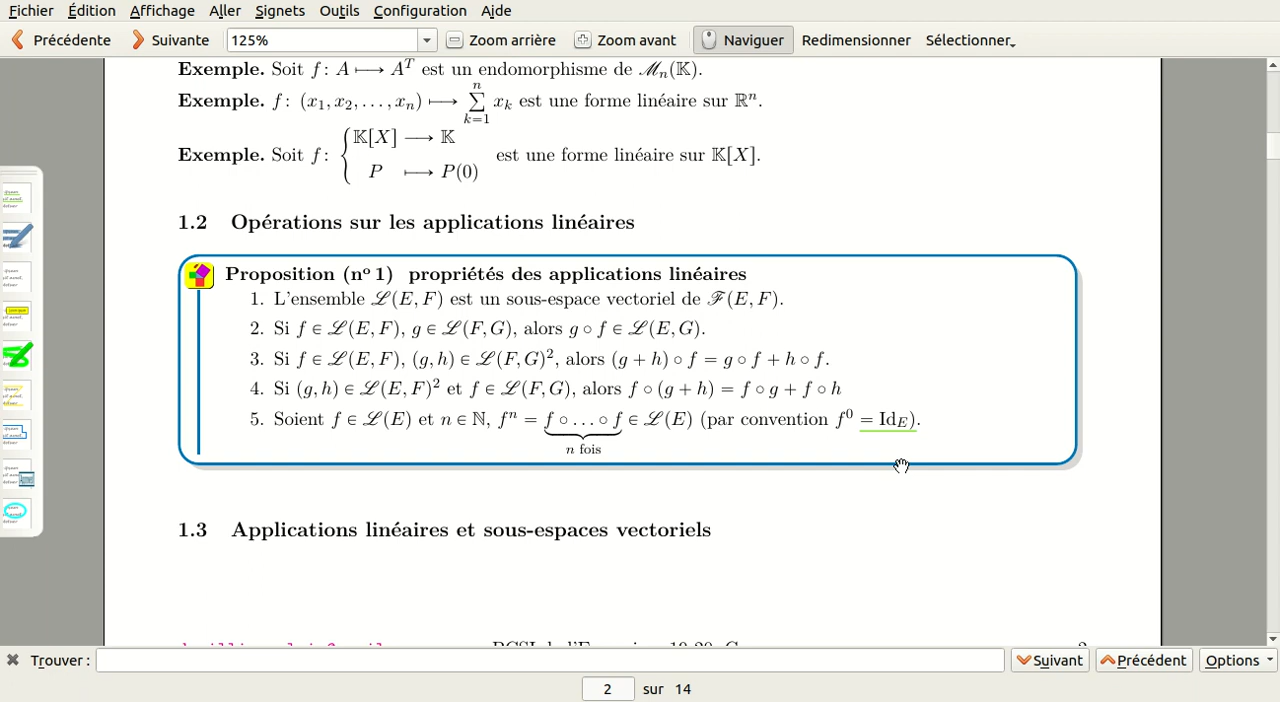 Fichier Édition Affichage Aller Signets Outils Configuration Aide
Précédente Suivante 125% Zoom arrière Zoom avant Naviguer Redimensionner Sélectionner
Exemple. Soit f : A ⟼ A^T est un endomorphisme de ℳ_n(𝕂).
Exemple. f : (x_1, x_2, …, x_n) ⟼ ∑_{k=1}^{n} x_k est une forme linéaire sur ℝ^n.
Exemple. Soit f : { 𝕂[X] ⟶ 𝕂
P ⟼ P(0) est une forme linéaire sur 𝕂[X].
1.2 Opérations sur les applications linéaires
Proposition (nº 1) propriétés des applications linéaires
1. L'ensemble ℒ(E, F) est un sous-espace vectoriel de ℱ(E, F).
2. Si f ∈ ℒ(E, F), g ∈ ℒ(F, G), alors g ∘ f ∈ ℒ(E, G).
3. Si f ∈ ℒ(E, F), (g, h) ∈ ℒ(F, G)^2, alors (g + h) ∘ f = g ∘ f + h ∘ f.
4. Si (g, h) ∈ ℒ(E, F)^2 et f ∈ ℒ(F, G), alors f ∘ (g + h) = f ∘ g + f ∘ h
5. Soient f ∈ ℒ(E) et n ∈ ℕ, f^n = f ∘ … ∘ f ∈ ℒ(E) (par convention f^0 = Id_E).
n fois
1.3 Applications linéaires et sous-espaces vectoriels
Trouver : Suivant Précédent Options
2 sur 14